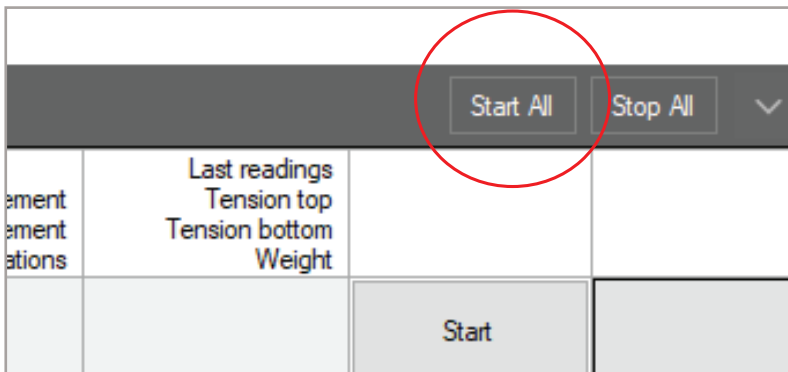 Start All Stop All
Last readings
Tension top
Tension bottom
Weight
Start